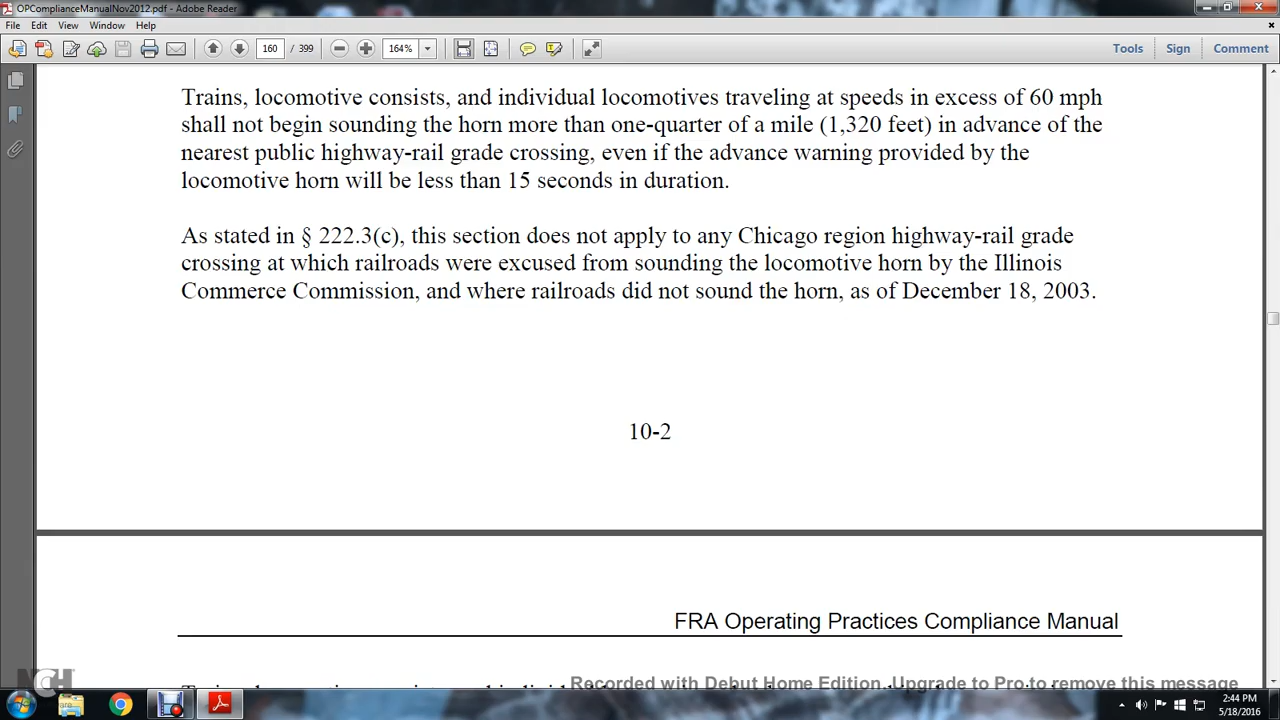 OPComplianceManualNov2012.pdf - Adobe Reader
File Edit View Window Help
160 / 399 164% Tools Sign Comment
Trains, locomotive consists, and individual locomotives traveling at speeds in excess of 60 mph
shall not begin sounding the horn more than one-quarter of a mile (1,320 feet) in advance of the
nearest public highway-rail grade crossing, even if the advance warning provided by the
locomotive horn will be less than 15 seconds in duration.
As stated in § 222.3(c), this section does not apply to any Chicago region highway-rail grade
crossing at which railroads were excused from sounding the locomotive horn by the Illinois
Commerce Commission, and where railroads did not sound the horn, as of December 18, 2003.
10-2
FRA Operating Practices Compliance Manual
NCH
Recorded with Debut Home Edition. Upgrade to Pro to remove this message
2:44 PM
5/18/2016